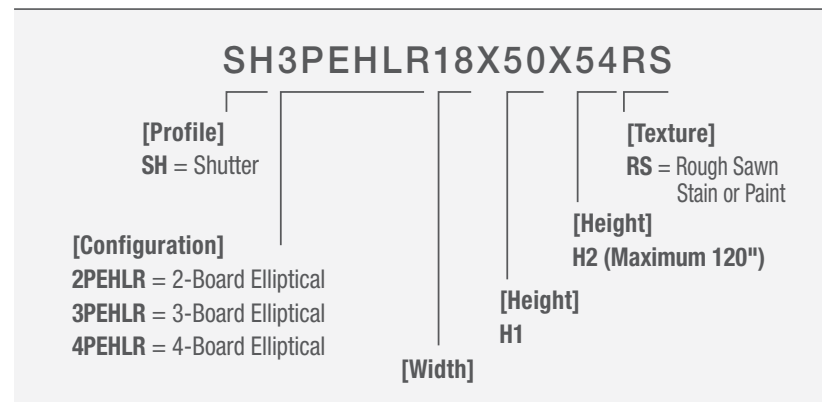 SH3PEHLR18X50X54RS
[Profile]
SH = Shutter
[Texture]
RS = Rough Sawn
Stain or Paint
[Configuration]
2PEHLR = 2-Board Elliptical
3PEHLR = 3-Board Elliptical
4PEHLR = 4-Board Elliptical
[Width]
[Height]
H1
[Height]
H2 (Maximum 120")